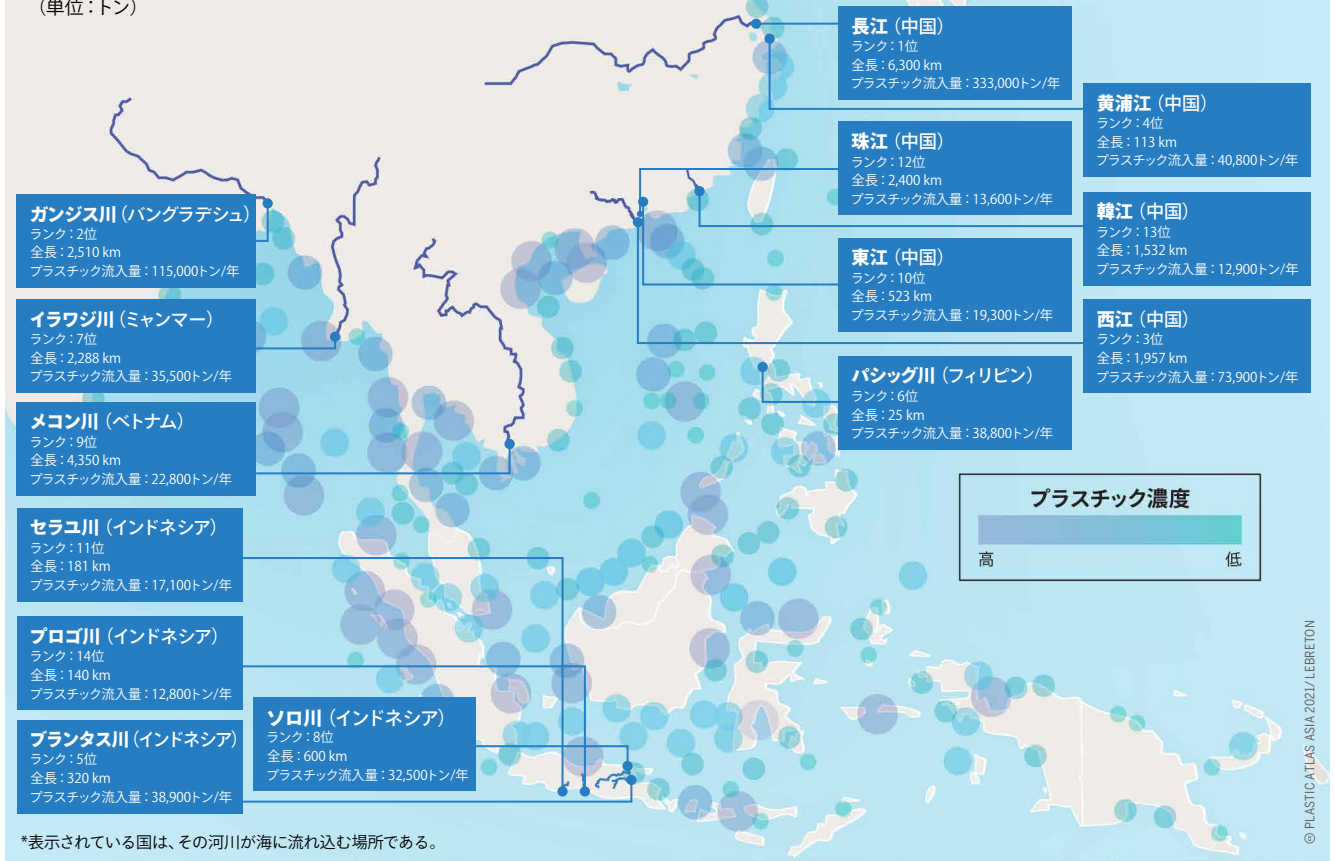 （単位：トン）
長江（中国）
ランク：1位
全長：6,300 km
プラスチック流入量：333,000トン/年
黄浦江（中国）
ランク：4位
全長：113 km
プラスチック流入量：40,800トン/年
珠江（中国）
ランク：12位
全長：2,400 km
プラスチック流入量：13,600トン/年
韓江（中国）
ランク：13位
全長：1,532 km
プラスチック流入量：12,900トン/年
東江（中国）
ランク：10位
全長：523 km
プラスチック流入量：19,300トン/年
西江（中国）
ランク：3位
全長：1,957 km
プラスチック流入量：73,900トン/年
パシッグ川（フィリピン）
ランク：6位
全長：25 km
プラスチック流入量：38,800トン/年
ガンジス川（バングラデシュ）
ランク：2位
全長：2,510 km
プラスチック流入量：115,000トン/年
イラワジ川（ミャンマー）
ランク：7位
全長：2,288 km
プラスチック流入量：35,500トン/年
メコン川（ベトナム）
ランク：9位
全長：4,350 km
プラスチック流入量：22,800トン/年
セラユ川（インドネシア）
ランク：11位
全長：181 km
プラスチック流入量：17,100トン/年
プロゴ川（インドネシア）
ランク：14位
全長：140 km
プラスチック流入量：12,800トン/年
ブランタス川（インドネシア）
ランク：5位
全長：320 km
プラスチック流入量：38,900トン/年
ソロ川（インドネシア）
ランク：8位
全長：600 km
プラスチック流入量：32,500トン/年
プラスチック濃度
高 低
*表示されている国は、その河川が海に流れ込む場所である。
© PLASTIC ATLAS ASIA 2021/ LEBRETON